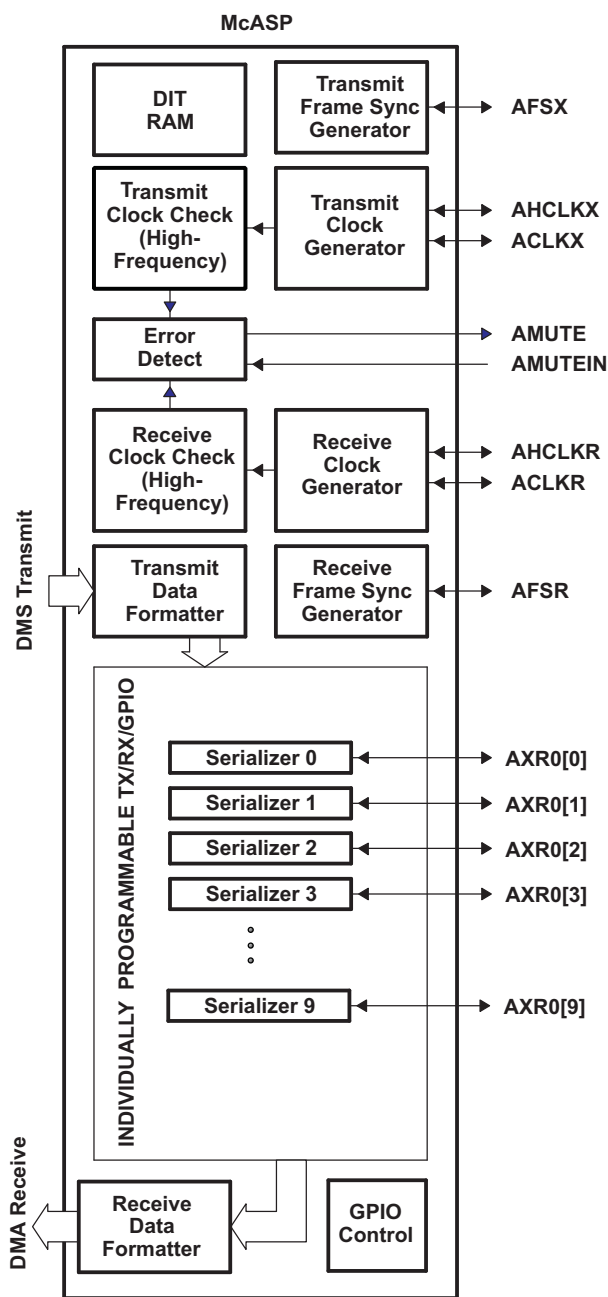 McASP
DIT
RAM
Transmit
Frame Sync
Generator
AFSX
Transmit
Clock Check
(High-
Frequency)
Transmit
Clock
Generator
AHCLKX
ACLKX
Error
Detect
AMUTE
AMUTEIN
Receive
Clock Check
(High-
Frequency)
Receive
Clock
Generator
AHCLKR
ACLKR
DMS Transmit
Transmit
Data
Formatter
Receive
Frame Sync
Generator
AFSR
INDIVIDUALLY PROGRAMMABLE TX/RX/GPIO
Serializer 0
AXR0[0]
Serializer 1
AXR0[1]
Serializer 2
AXR0[2]
Serializer 3
AXR0[3]
Serializer 9
AXR0[9]
DMA Receive
Receive
Data
Formatter
GPIO
Control